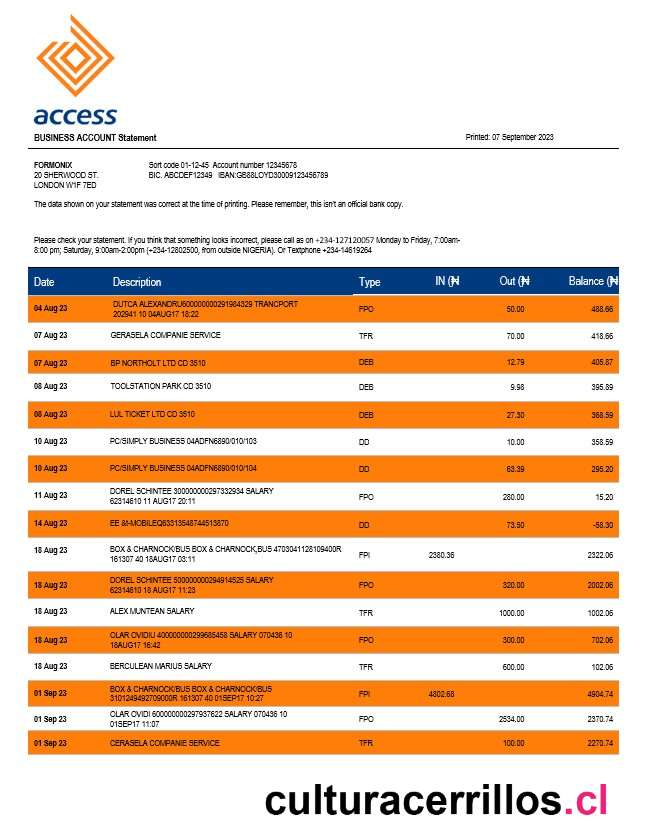 access
BUSINESS ACCOUNT Statement Printed: 07 September 2023
FORMONIX Sort code 01-12-45 Account number 12345678
20 SHERWOOD ST. BIC. ABCDEF12349 IBAN:GB88LOYD30009123456789
LONDON W1F 7ED
The data shown on your statement was correct at the time of printing. Please remember, this isn't an official bank copy.
Please check your statement. If you think that something looks incorrect, please call as on +234-127120057 Monday to Friday, 7:00am-
8:00 pm; Saturday, 9:00am-2:00pm (+234-12802500, from outside NIGERIA). Or Textphone +234-14619264
Date Description Type IN (₦ Out (₦ Balance (₦
04 Aug 23 DUTCA ALEXANDRU600000000291984329 TRANCPORT FPO 50.00 488.66
202941 10 04AUG17 18:22
07 Aug 23 GERASELA COMPANIE SERVICE TFR 70.00 418.66
07 Aug 23 BP NORTHOLT LTD CD 3510 DEB 12.79 405.87
08 Aug 23 TOOLSTATION PARK CD 3510 DEB 9.98 395.89
08 Aug 23 LUL TICKET LTD CD 3510 DEB 27.30 368.59
10 Aug 23 PC/SIMPLY BUSINESS 04ADFN6890/010/103 DD 10.00 358.59
10 Aug 23 PC/SIMPLY BUSINESS 04ADFN6890/010/104 DD 63.39 295.20
11 Aug 23 DOREL SCHINTEE 300000000297332934 SALARY FPO 280.00 15.20
62314610 11 AUG17 20:11
14 Aug 23 EE &t-MOBILEQ63313548744513870 DD 73.50 -58.30
18 Aug 23 BOX & CHARNOCK/BUS BOX & CHARNOCK,BUS 4703041128109400R FPI 2380.36 2322.06
161307 40 18AUG17 03:11
18 Aug 23 DOREL SCHINTEE 500000000294914525 SALARY FPO 320.00 2002.06
62314618 18 AUG17 11:23
18 Aug 23 ALEX MUNTEAN SALARY TFR 1000.00 1002.06
18 Aug 23 OLAR OVIDIU 400000000299685458 SALARY 070436 10 FPO 300.00 702.06
18AUG17 16:42
18 Aug 23 BERCULEAN MARIUS SALARY TFR 600.00 102.06
01 Sep 23 BOX & CHARNOCK/BUS BOX & CHARNOCK/BUS FPI 4802.68 4904.74
3101249492709000R 161307 40 01SEP17 10:27
01 Sep 23 OLAR OVIDI 600000000297937622 SALARY 070436 10 FPO 2534.00 2370.74
01SEP17 11:07
01 Sep 23 CERASELA COMPANIE SERVICE TFR 100.00 2270.74
culturacerrillos.cl